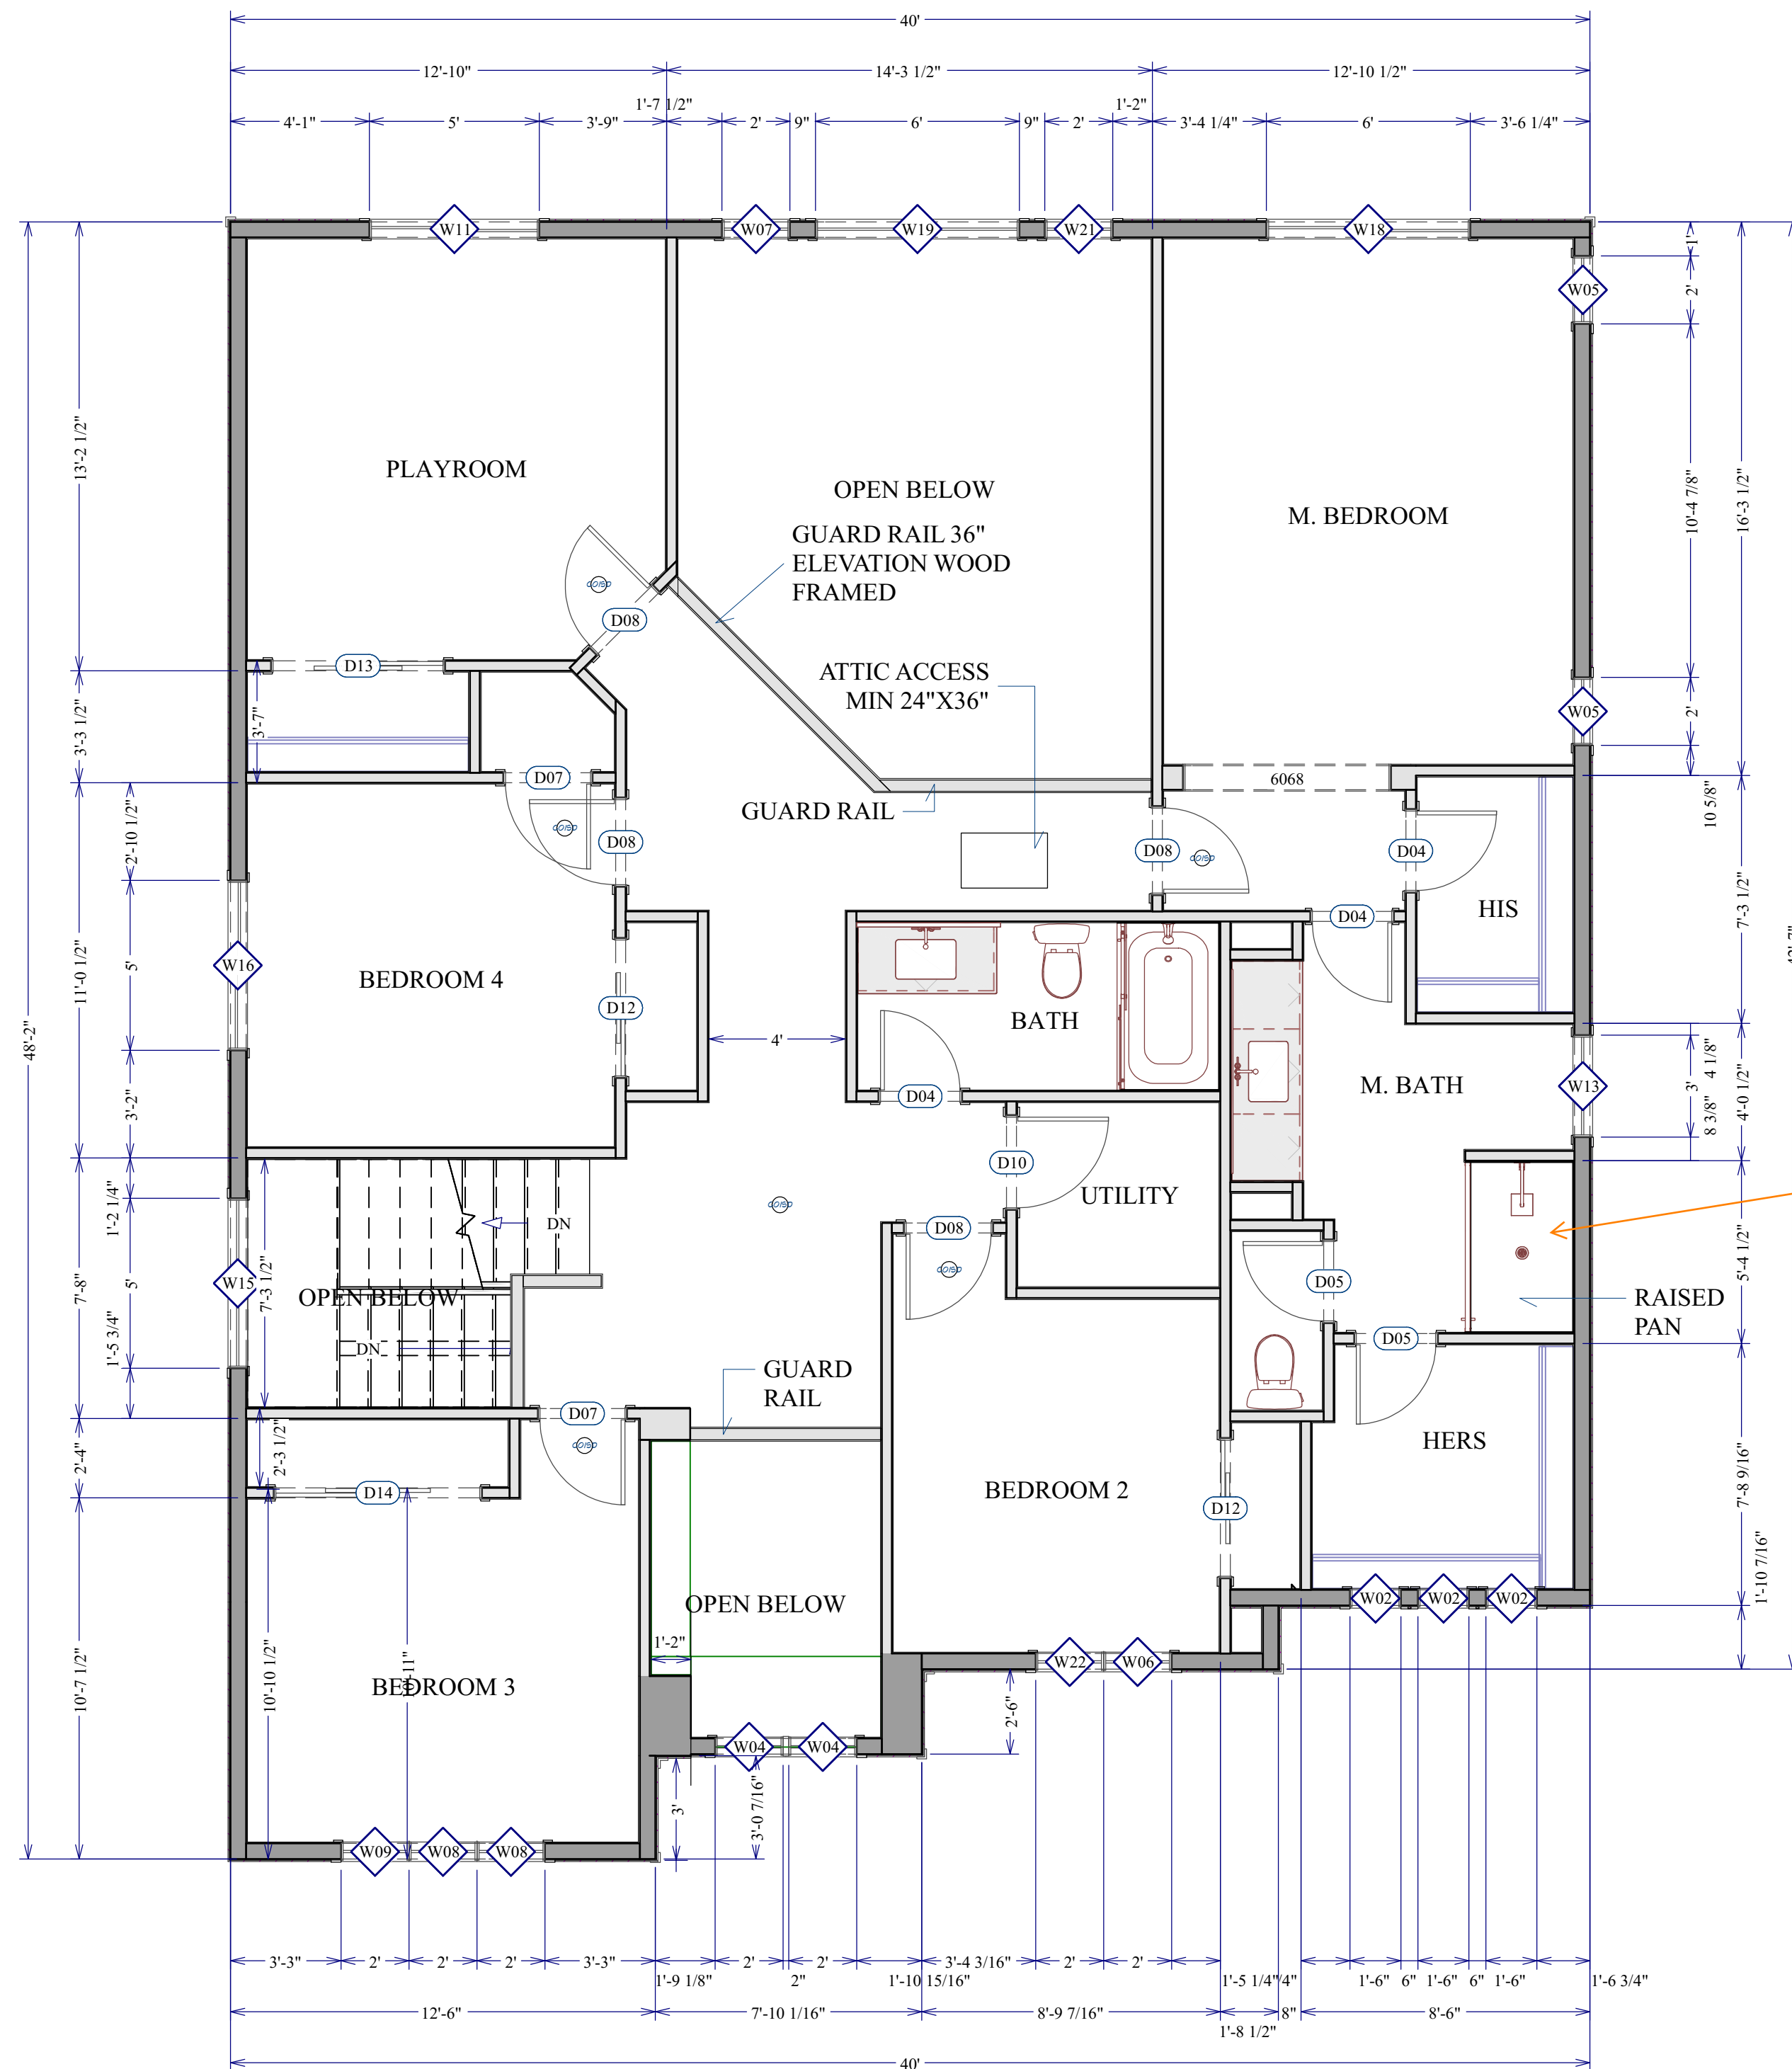 40'
12'-10"
14'-3 1/2"
12'-10 1/2"
1'-7 1/2"
1'-2"
4'-1"
5'
3'-9"
2'
9"
6'
9"
2'
3'-4 1/4"
6'
3'-6 1/4"
W11
W07
W19
W21
W18
1'
2'
W05
13'-2 1/2"
10'-4 7/8"
16'-3 1/2"
PLAYROOM
OPEN BELOW
M. BEDROOM
GUARD RAIL 36"
ELEVATION WOOD
FRAMED
D08
D13
ATTIC ACCESS
MIN 24"X36"
W05
2'
3'-3 1/2"
3'-7"
D07
6068
GUARD RAIL
10 5/8"
D08
D08
D04
2'-10 1/2"
HIS
D04
7'-3 1/2"
11'-0 1/2"
5'
W16
BEDROOM 4
D12
4'
BATH
48'-2"
M. BATH
W13
D04
3'
4 1/8"
8 3/8"
4'-0 1/2"
3'-2"
D10
UTILITY
1'-2 1/4"
DN
D08
5'-4 1/2"
7'-8"
5'
W15
7'-3 1/2"
OPEN BELOW
D05
RAISED
PAN
1'-5 3/4"
DN
D05
GUARD
RAIL
D07
2'-4"
2'-3 1/2"
HERS
7'-8 9/16"
D14
BEDROOM 2
D12
1'-10 7/16"
W02
W02
W02
OPEN BELOW
1'-2"
10'-7 1/2"
10'-10 1/2"
BEDROOM 3
W22
W06
2'-6"
W04
W04
3'
3'-0 7/16"
W09
W08
W08
3'-3"
2'
2'
2'
3'-3"
1'-9 1/8"
2'
2"
2'
1'-10 15/16"
3'-4 3/16"
2'
2'
1'-5 1/4"
4"
1'-6"
6"
1'-6"
6"
1'-6"
1'-6 3/4"
12'-6"
7'-10 1/16"
8'-9 7/16"
1'-8 1/2"
8"
8'-6"
40'